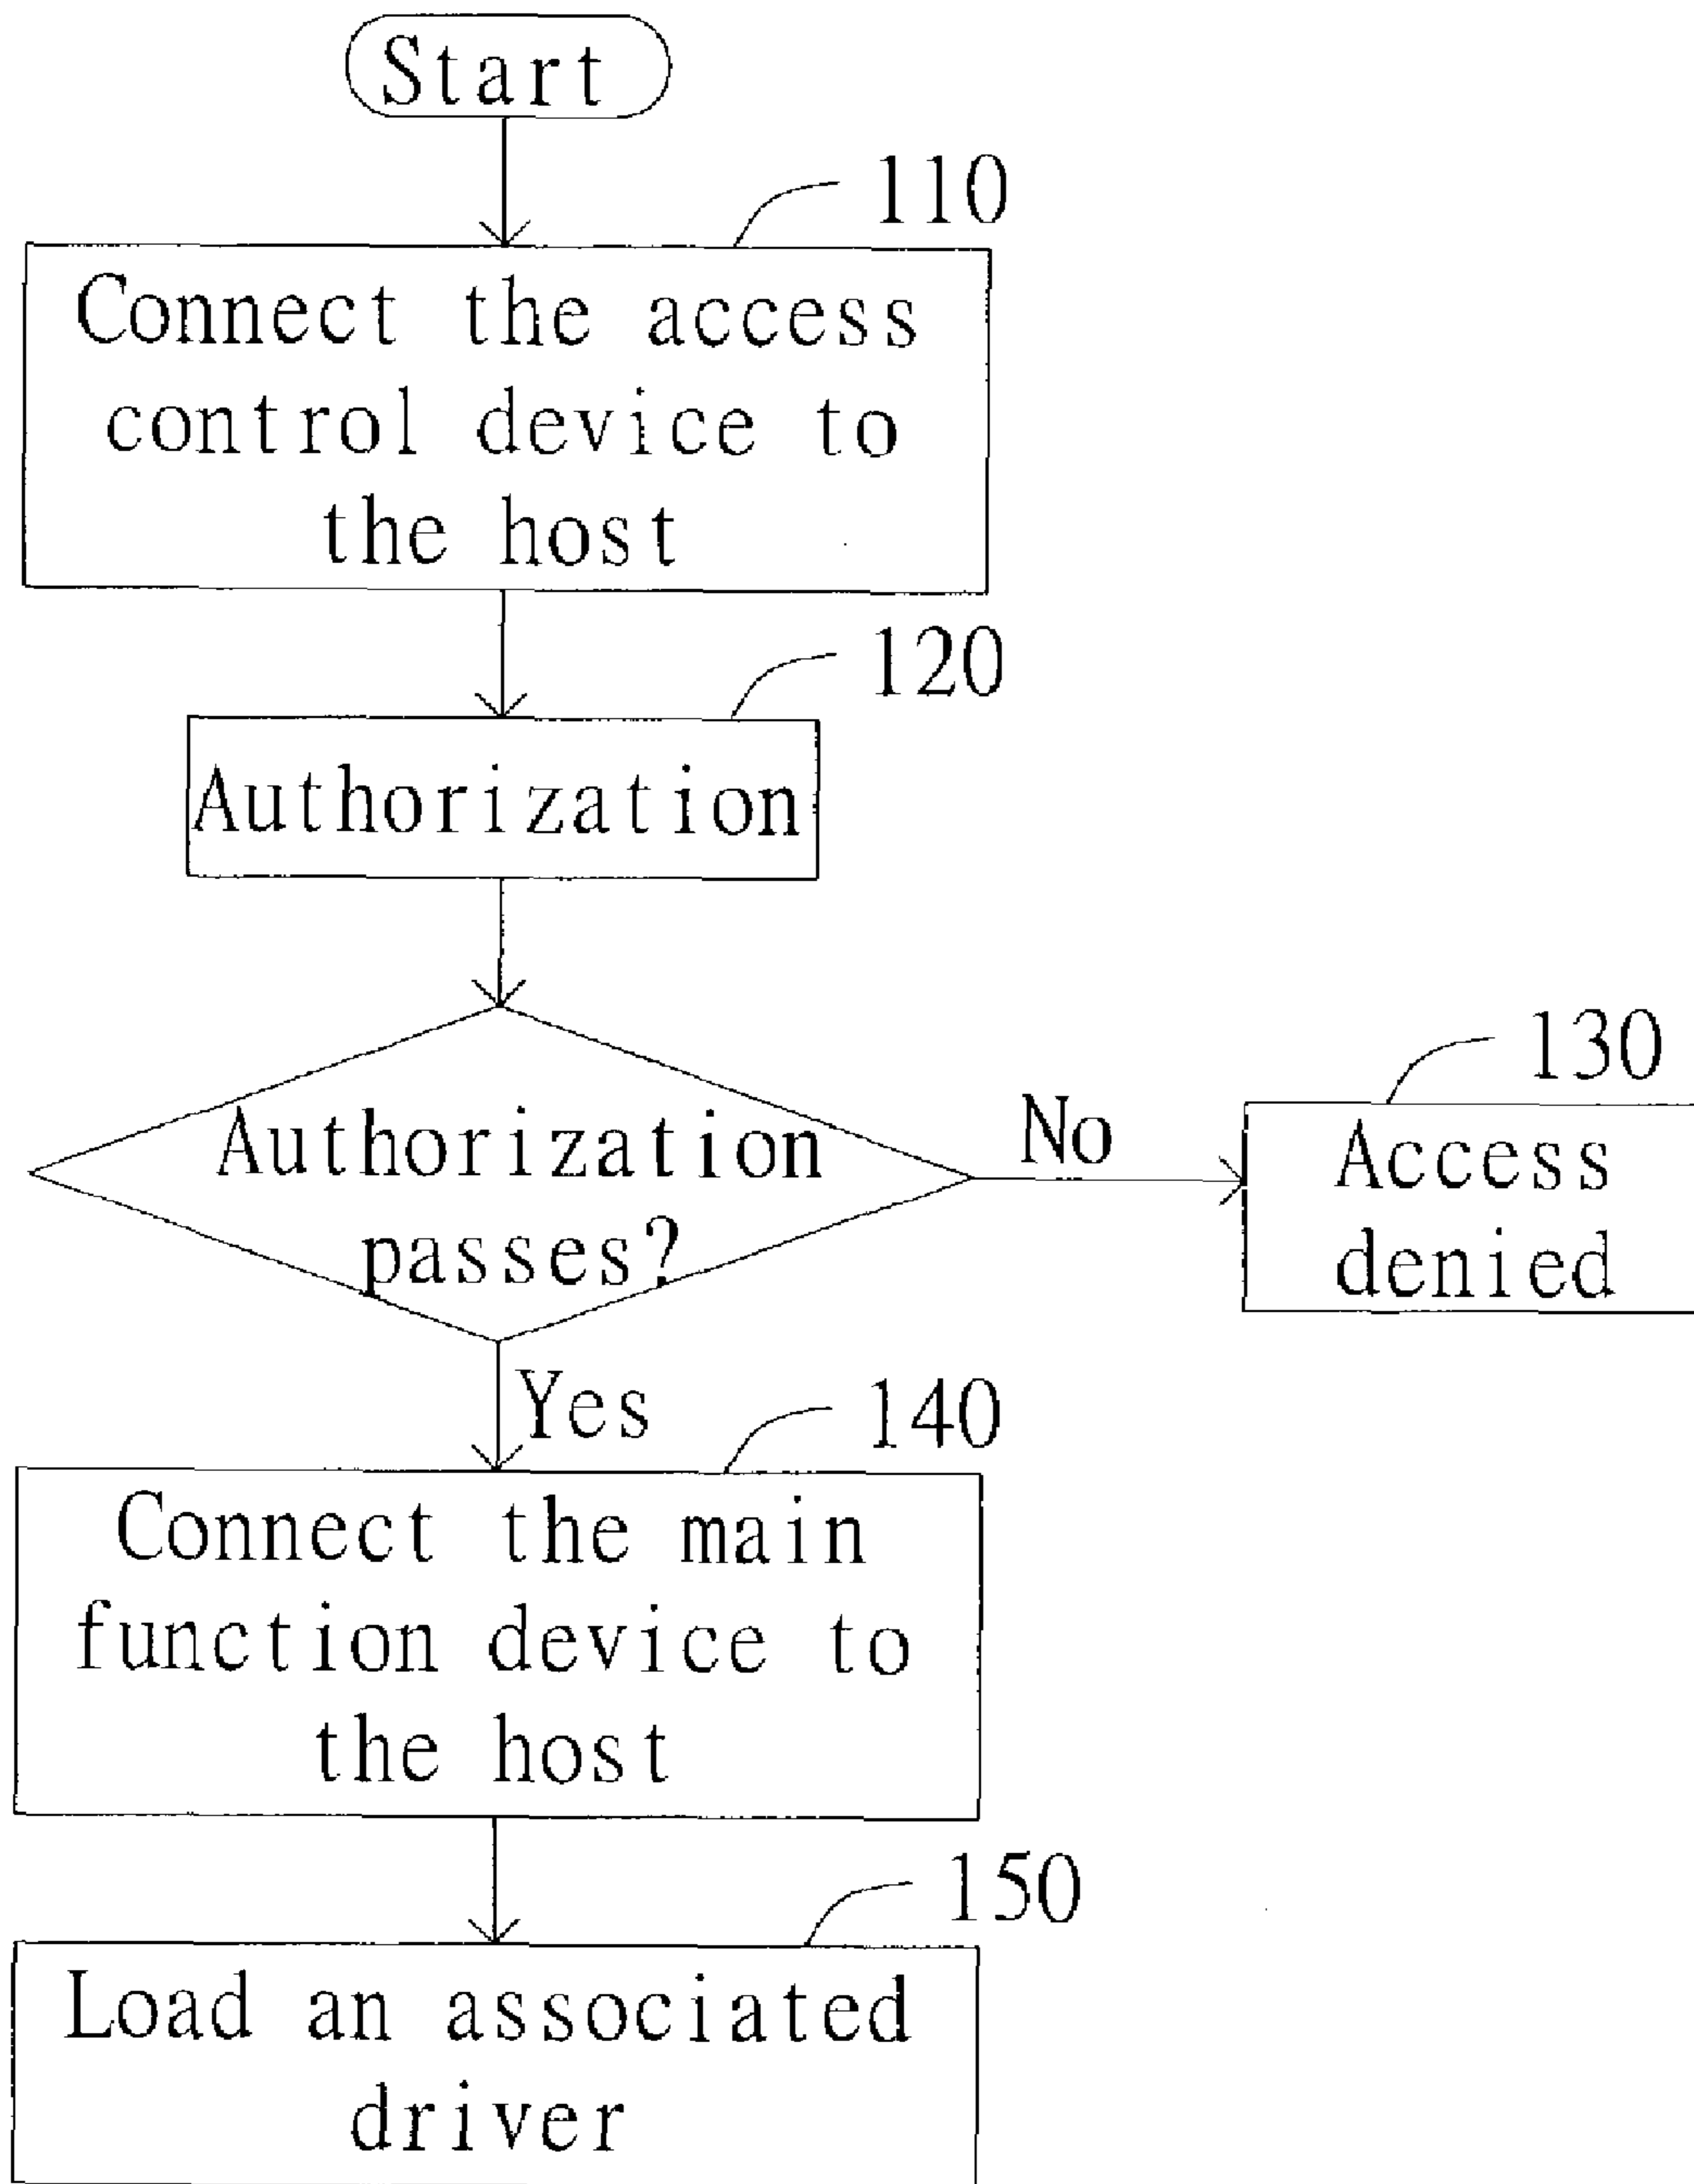 Start
110
Connect the access
control device to
the host
120
Authorization
Authorization
passes?
No
130
Access
denied
Yes
140
Connect the main
function device to
the host
150
Load an associated
driver